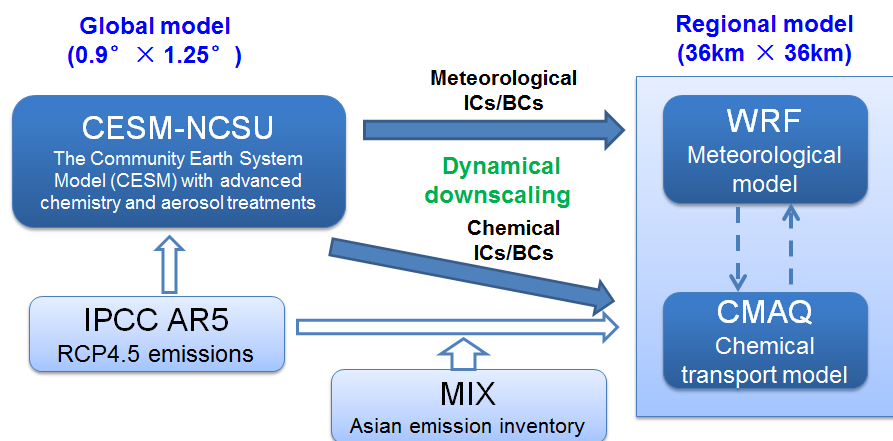 Global model
(0.9° × 1.25°)
Regional model
(36km × 36km)
CESM-NCSU
The Community Earth System
Model (CESM) with advanced
chemistry and aerosol treatments
Meteorological
ICs/BCs
Dynamical
downscaling
Chemical
ICs/BCs
WRF
Meteorological
model
CMAQ
Chemical
transport model
IPCC AR5
RCP4.5 emissions
MIX
Asian emission inventory